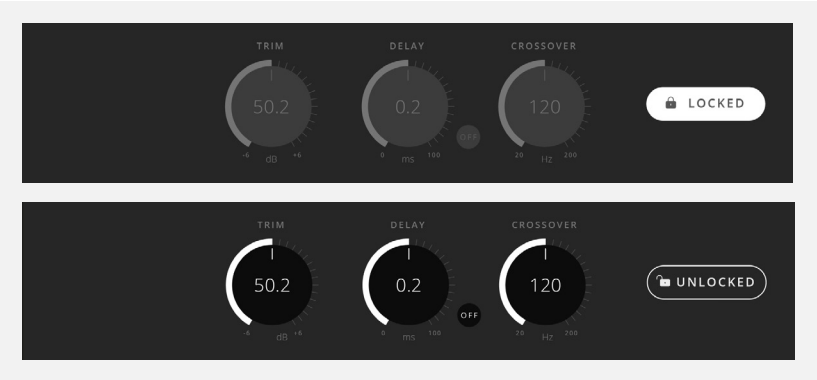 TRIM DELAY CROSSOVER
50.2 0.2 120 LOCKED
OFF
-6 +6 0 100 20 200
dB ms Hz
TRIM DELAY CROSSOVER
50.2 0.2 120 UNLOCKED
OFF
-6 +6 0 100 20 200
dB ms Hz